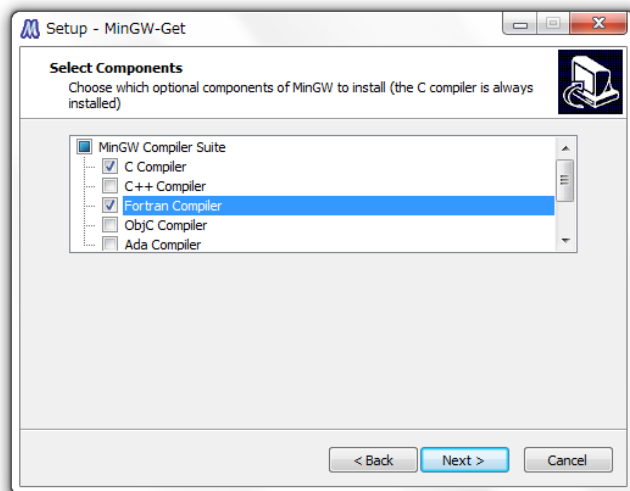 Setup - MinGW-Get
Select Components
Choose which optional components of MinGW to install (the C compiler is always
installed)
MinGW Compiler Suite
C Compiler
C++ Compiler
Fortran Compiler
ObjC Compiler
Ada Compiler
< Back
Next >
Cancel